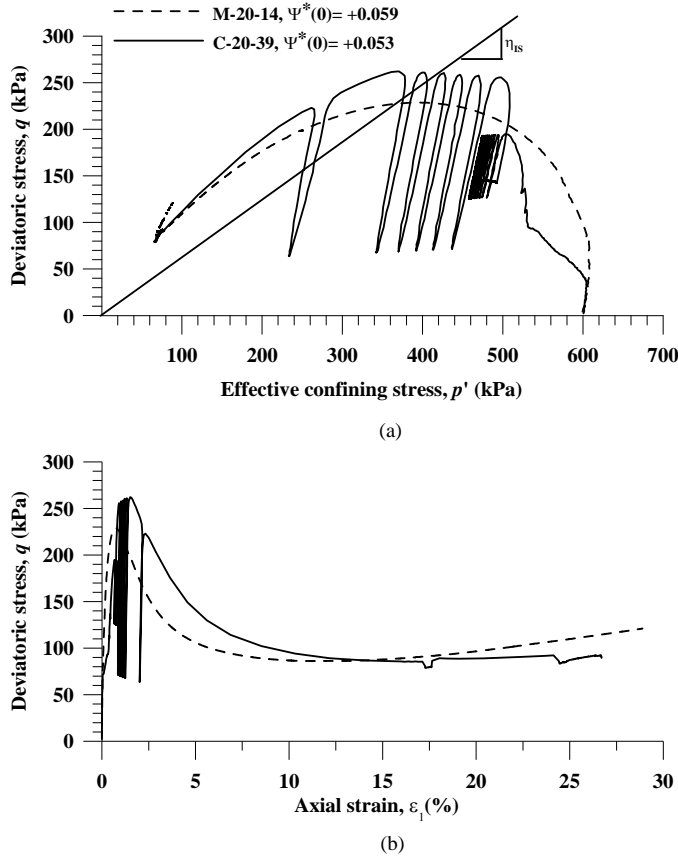 M-20-14, Ψ*(0)= +0.059
C-20-39, Ψ*(0)= +0.053
η_IS
Deviatoric stress, q (kPa)
300
250
200
150
100
50
0
100 200 300 400 500 600 700
Effective confining stress, p' (kPa)
(a)
Deviatoric stress, q (kPa)
300
250
200
150
100
50
0
0 5 10 15 20 25 30
Axial strain, ε₁(%)
(b)